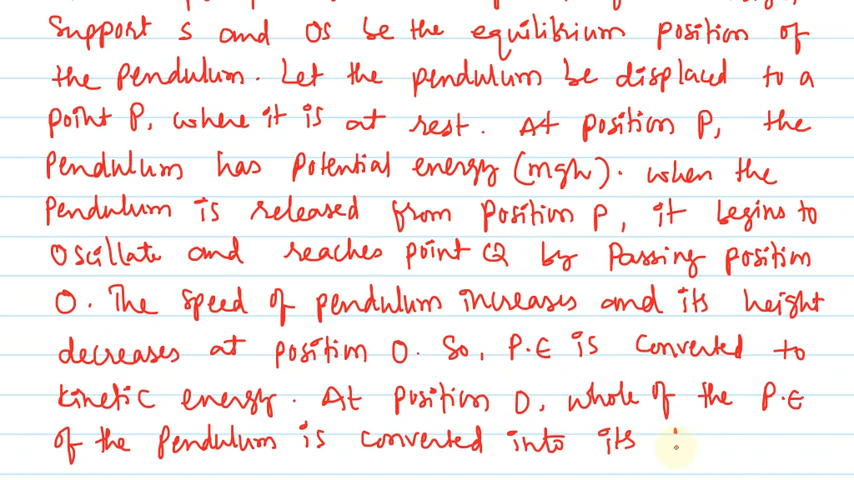 Support S and OS be the equilibrium position of
the Pendulum. Let the pendulum be displaced to a
point P, where it is at rest. At position P, the
Pendulum has Potential energy (mgh). when the
Pendulum is released from Position P, it begins to
Oscillate and reaches point Q by Passing position
O. The Speed of pendulum increases and its height
decreases at position O. So, P.E is converted to
kinetic energy. At position O, whole of the P.E
of the Pendulum is converted into its